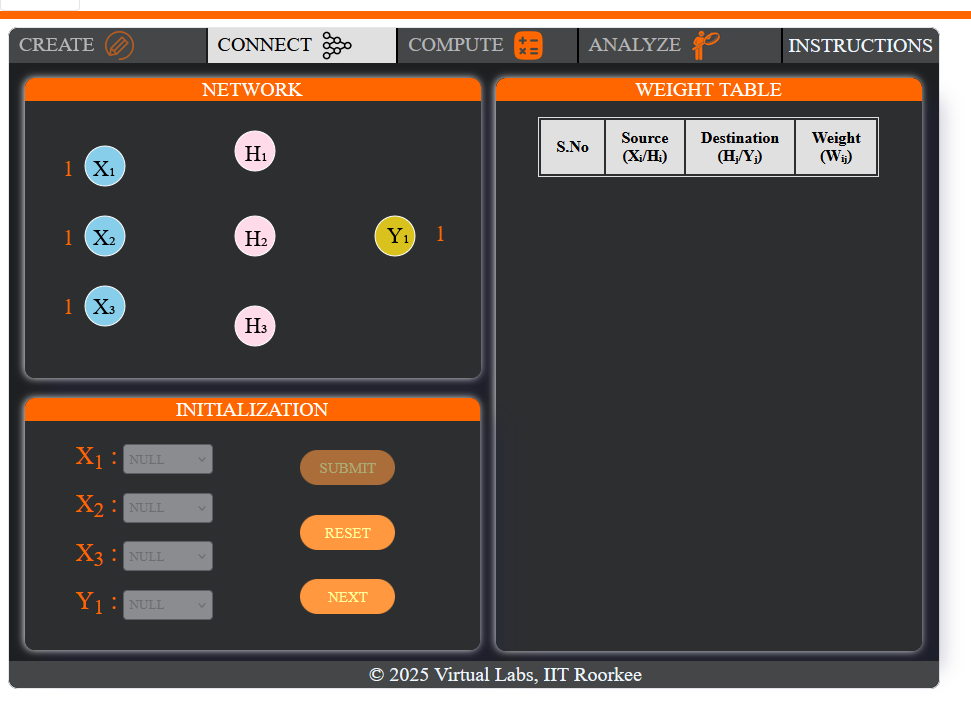 CREATE CONNECT COMPUTE ANALYZE INSTRUCTIONS
NETWORK
1 X₁ H₁
1 X₂ H₂ Y₁ 1
1 X₃ H₃
INITIALIZATION
X₁ : NULL SUBMIT
X₂ : NULL RESET
X₃ : NULL
Y₁ : NULL NEXT
WEIGHT TABLE
S.No Source (Xᵢ/Hᵢ) Destination (Hⱼ/Yⱼ) Weight (Wᵢⱼ)
© 2025 Virtual Labs, IIT Roorkee